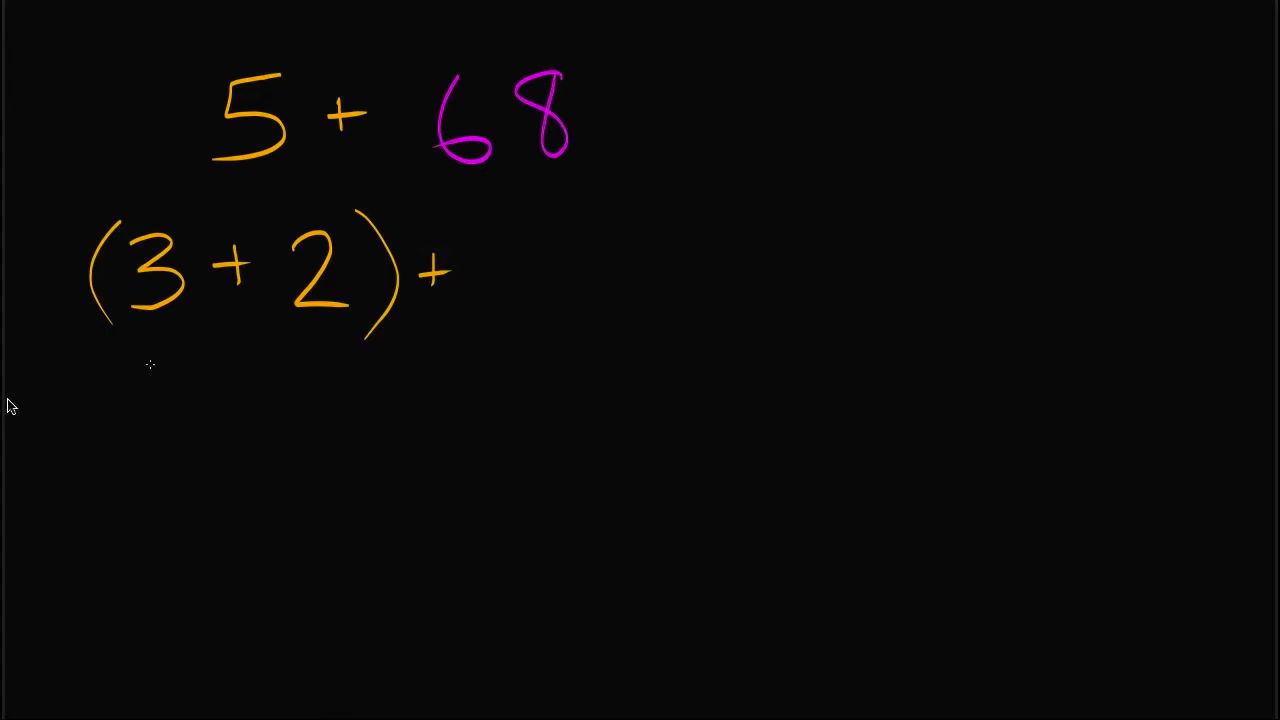 5 + 68
(3 + 2) +